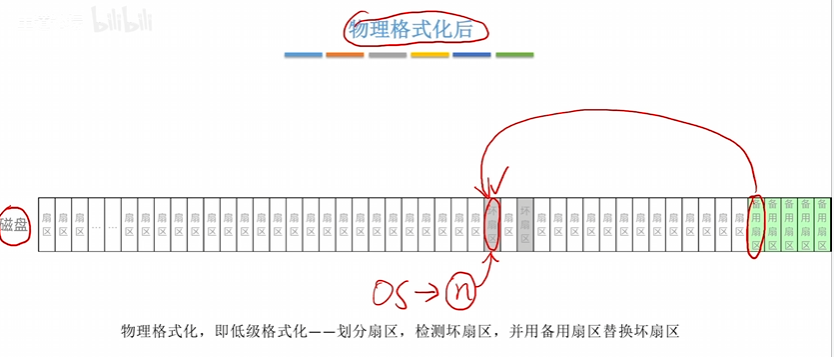 bilibili
物理格式化后
磁盘 扇区 扇区 扇区 … … 扇区 扇区 扇区 扇区 扇区 扇区 扇区 扇区 扇区 扇区 扇区 扇区 扇区 扇区 扇区 扇区 扇区 扇区 扇区 扇区 扇区 扇区 坏扇区 扇区 坏扇区 扇区 扇区 扇区 扇区 扇区 扇区 扇区 扇区 扇区 扇区 扇区 扇区 扇区 备用扇区 备用扇区 备用扇区 备用扇区 备用扇区
OS→n
物理格式化，即低级格式化——划分扇区，检测坏扇区，并用备用扇区替换坏扇区